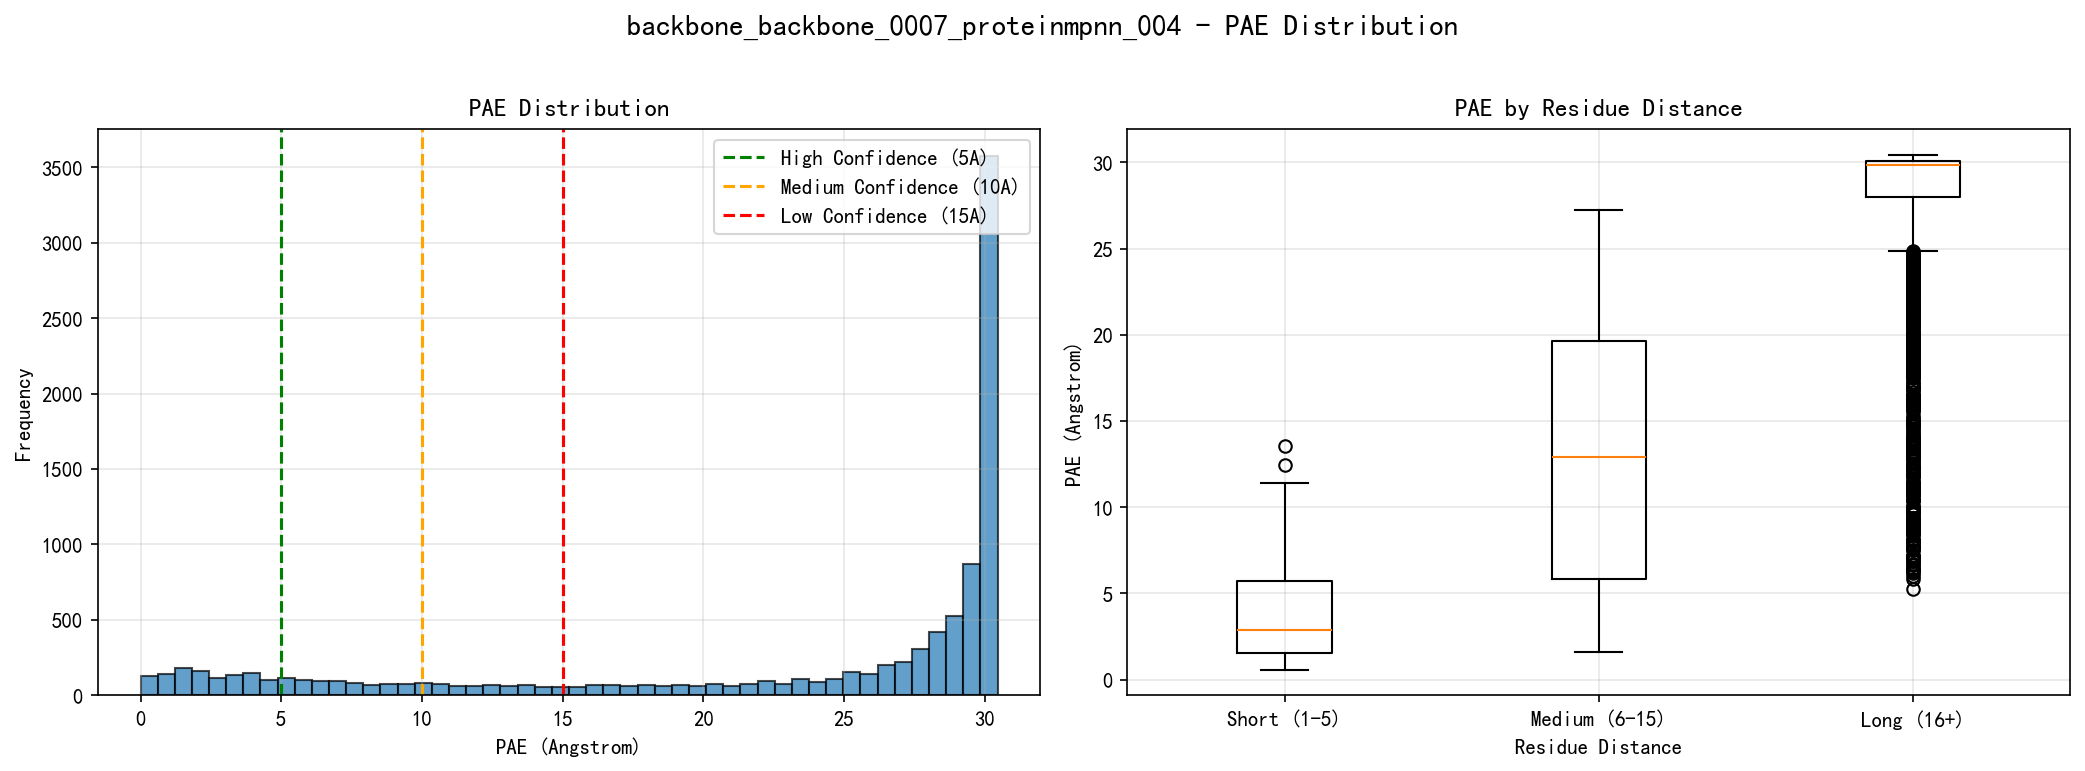 backbone_backbone_0007_proteinmpnn_004 - PAE Distribution
PAE Distribution
High Confidence (5A)
Medium Confidence (10A)
Low Confidence (15A)
3500
3000
2500
2000
1500
1000
500
0
Frequency
0 5 10 15 20 25 30
PAE (Angstrom)
PAE by Residue Distance
30
25
20
15
10
5
0
PAE (Angstrom)
Short (1-5) Medium (6-15) Long (16+)
Residue Distance